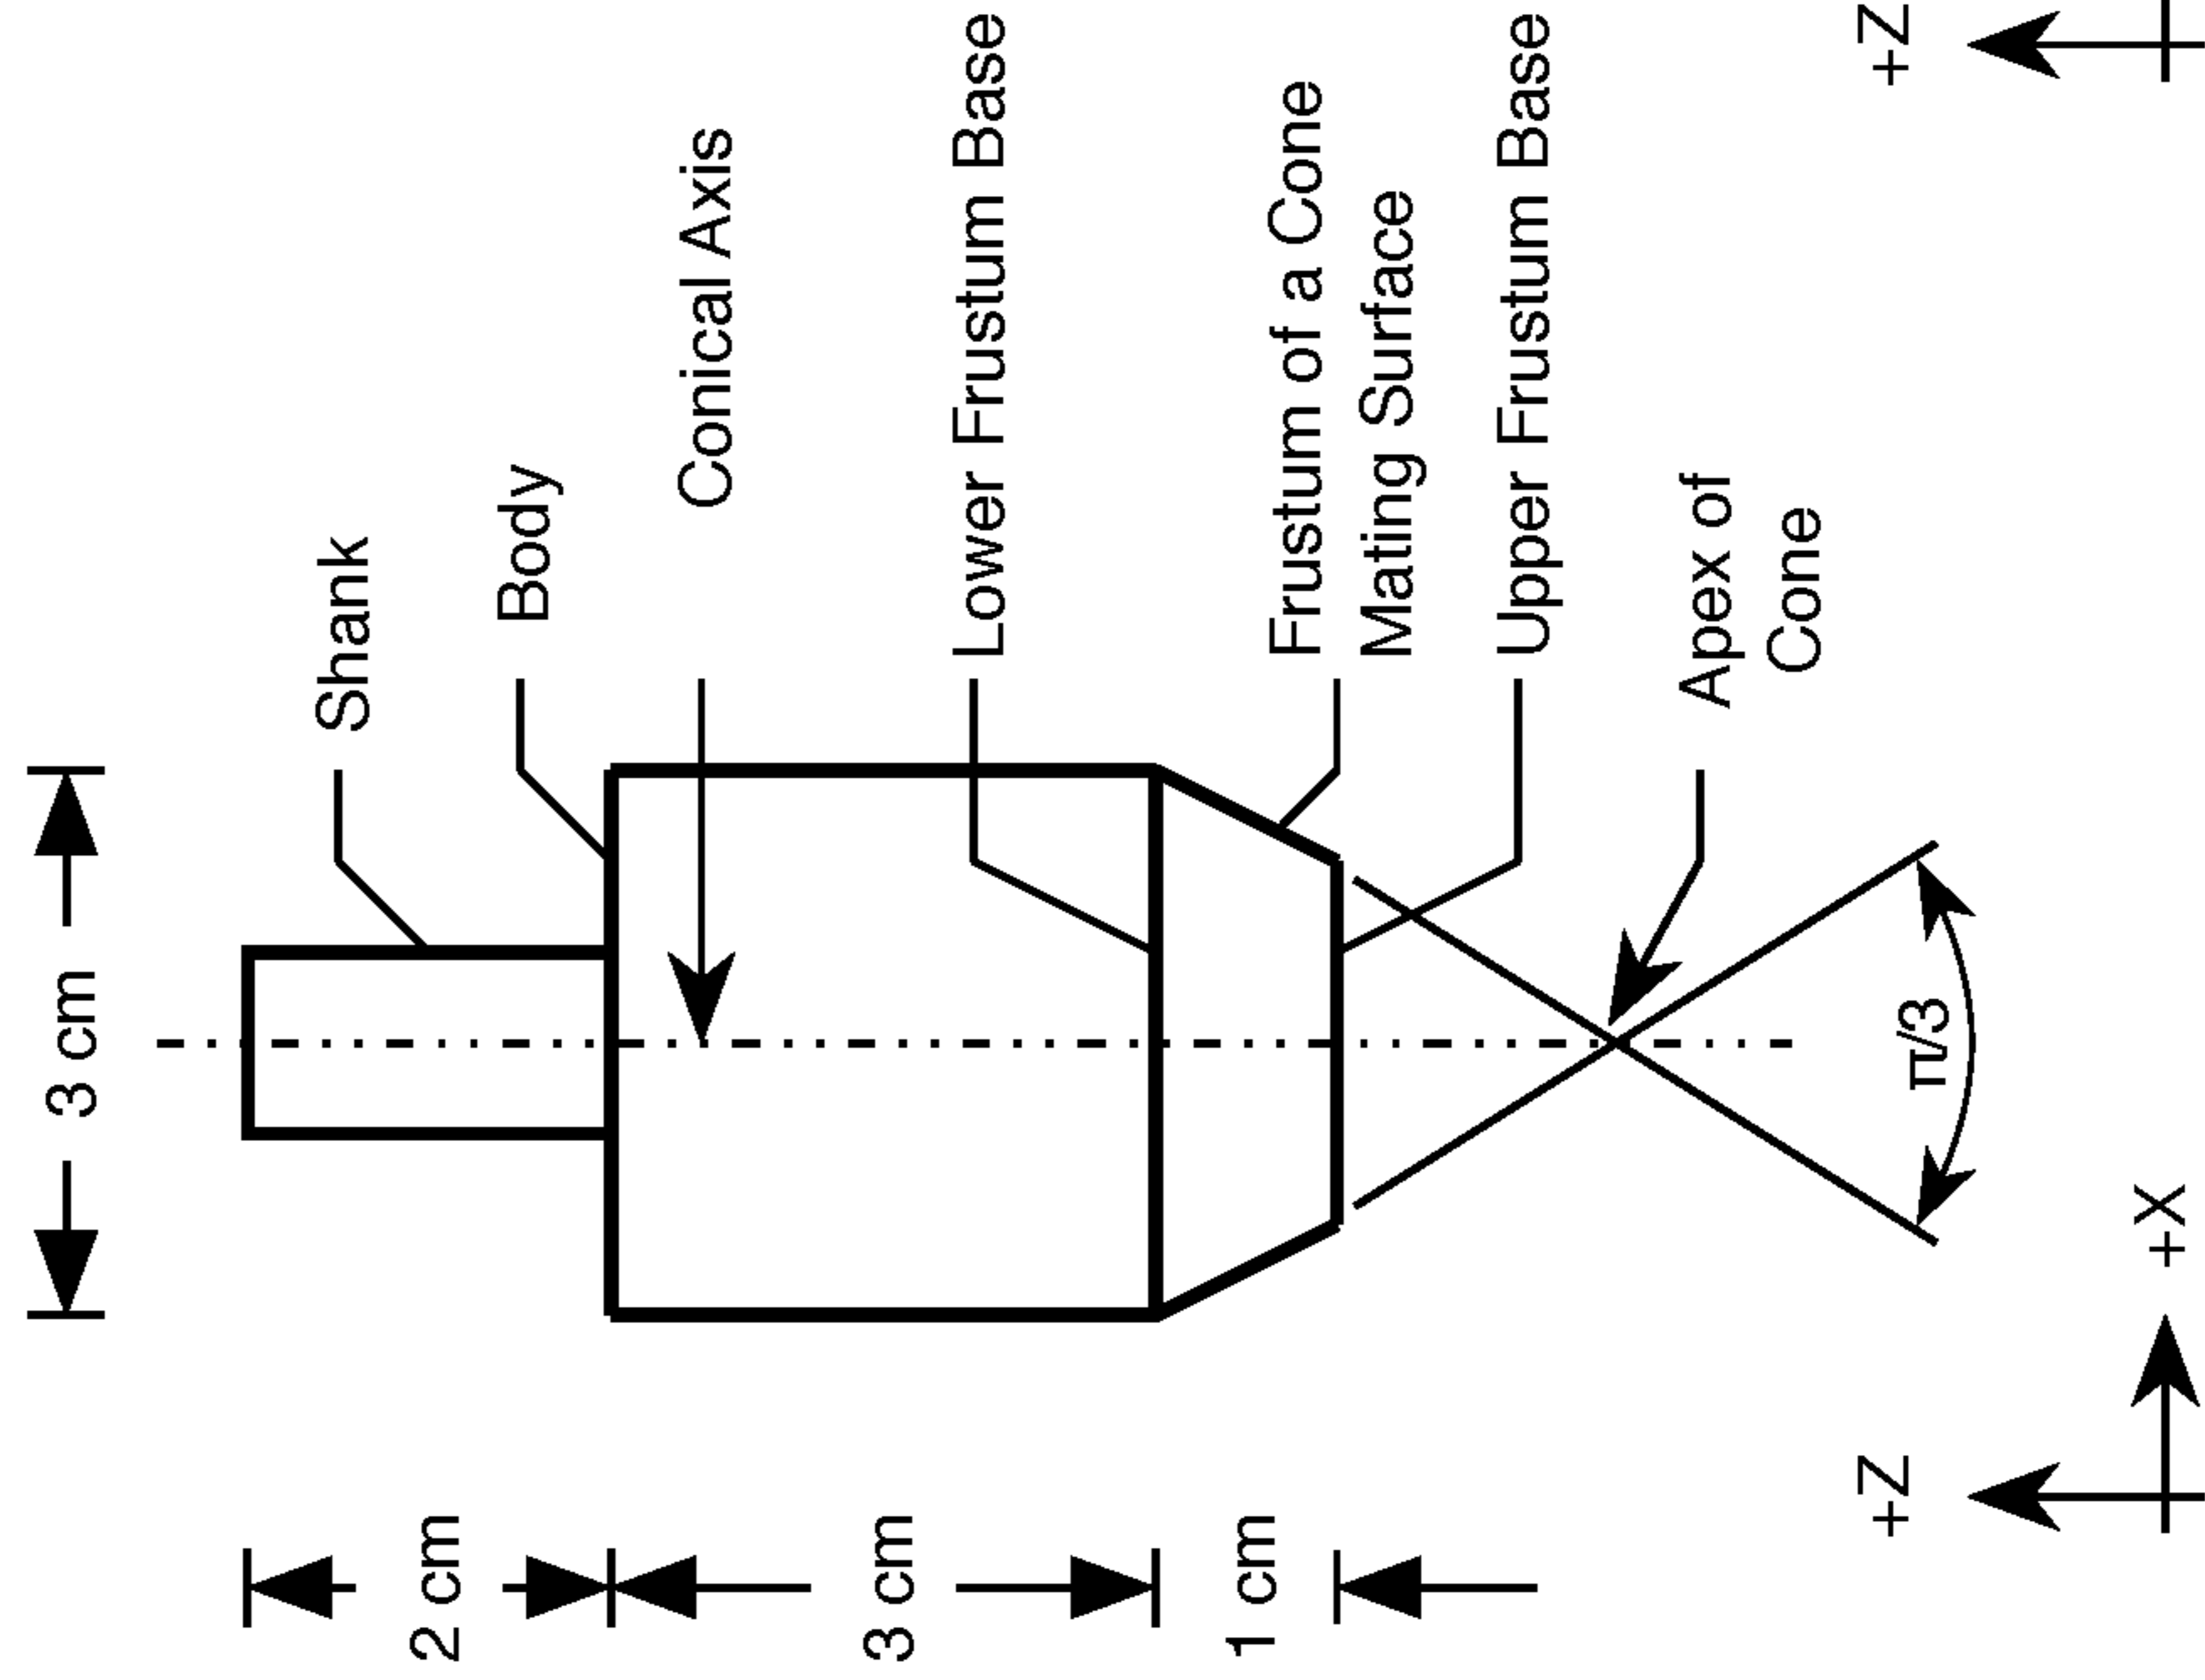 3 cm
Shank
Body
Conical Axis
Lower Frustum Base
Frustum of a Cone
Mating Surface
Upper Frustum Base
Apex of
Cone
π/3
2 cm
3 cm
1 cm
+Z
+X
+Z